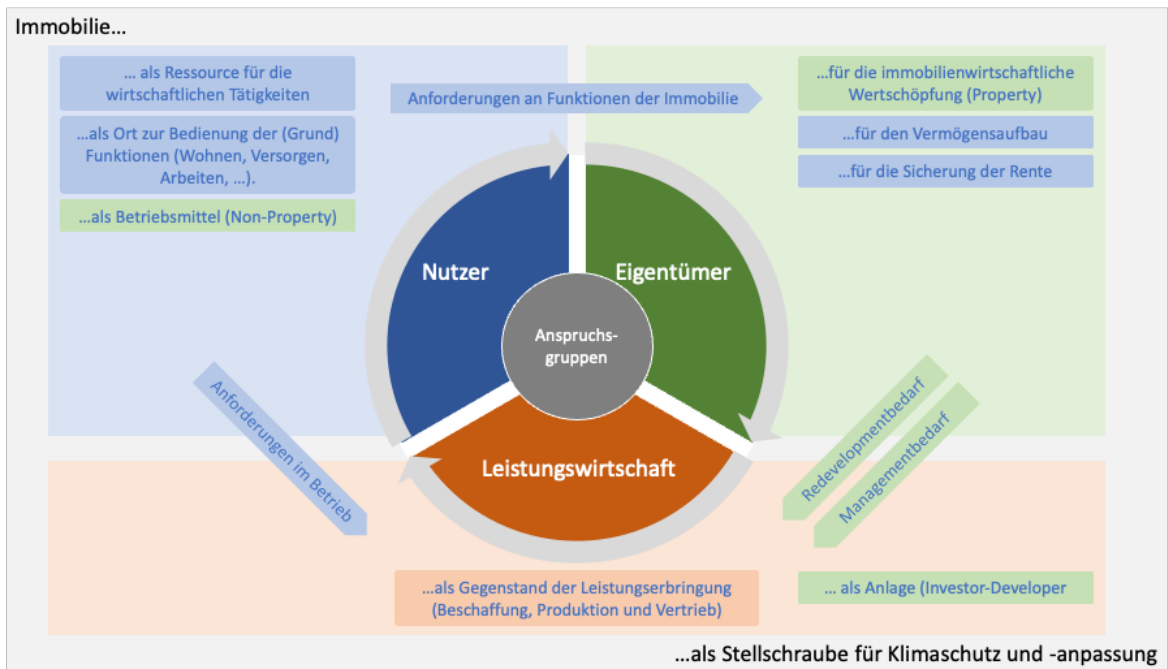 Immobilie...
... als Ressource für die
wirtschaftlichen Tätigkeiten
...als Ort zur Bedienung der (Grund)
Funktionen (Wohnen, Versorgen,
Arbeiten, ...).
...als Betriebsmittel (Non-Property)
Anforderungen an Funktionen der Immobilie
...für die immobilienwirtschaftliche
Wertschöpfung (Property)
...für den Vermögensaufbau
...für die Sicherung der Rente
Nutzer
Eigentümer
Anspruchs-
gruppen
Leistungswirtschaft
Anforderungen im Betrieb
Redevelopmentbedarf
Managementbedarf
...als Gegenstand der Leistungserbringung
(Beschaffung, Produktion und Vertrieb)
... als Anlage (Investor-Developer
...als Stellschraube für Klimaschutz und -anpassung